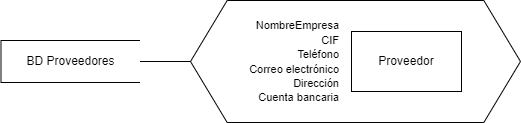 BD Proveedores
NombreEmpresa
CIF
Teléfono
Correo electrónico
Dirección
Cuenta bancaria
Proveedor